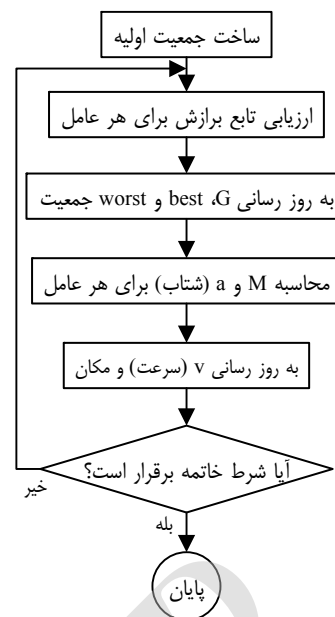 ساخت جمعیت اولیه
ارزیابی تابع برازش برای هر عامل
به روز رسانی G، best و worst جمعیت
محاسبه M و a (شتاب) برای هر عامل
به روز رسانی v (سرعت) و مکان
آیا شرط خاتمه برقرار است؟
خیر
بله
پایان